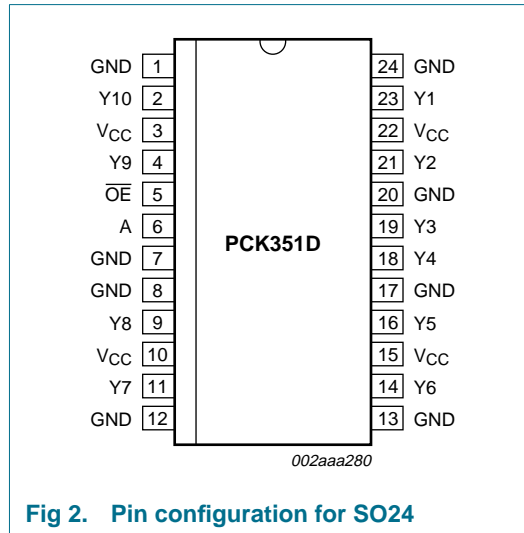 GND 1 24 GND
Y10 2 23 Y1
VCC 3 22 VCC
Y9 4 21 Y2
OE 5 20 GND
A 6 19 Y3
PCK351D
GND 7 18 Y4
GND 8 17 GND
Y8 9 16 Y5
VCC 10 15 VCC
Y7 11 14 Y6
GND 12 13 GND
002aaa280
Fig 2. Pin configuration for SO24